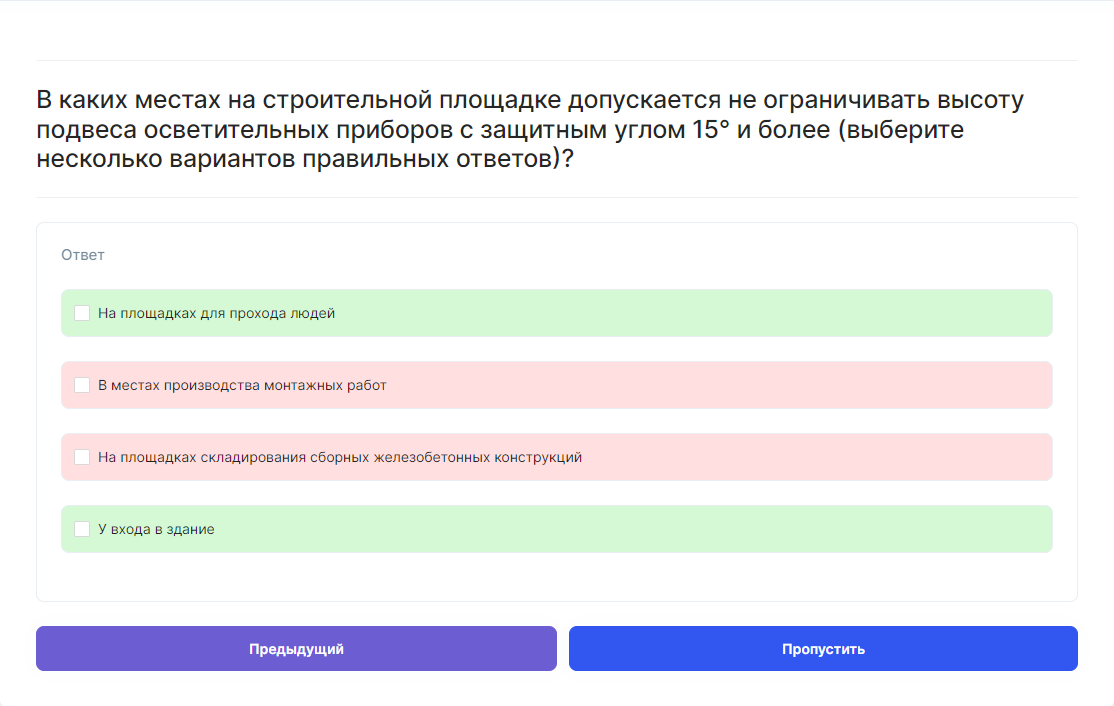 В каких местах на строительной площадке допускается не ограничивать высоту
подвеса осветительных приборов с защитным углом 15° и более (выберите
несколько вариантов правильных ответов)?
Ответ
На площадках для прохода людей
В местах производства монтажных работ
На площадках складирования сборных железобетонных конструкций
У входа в здание
Предыдущий
Пропустить